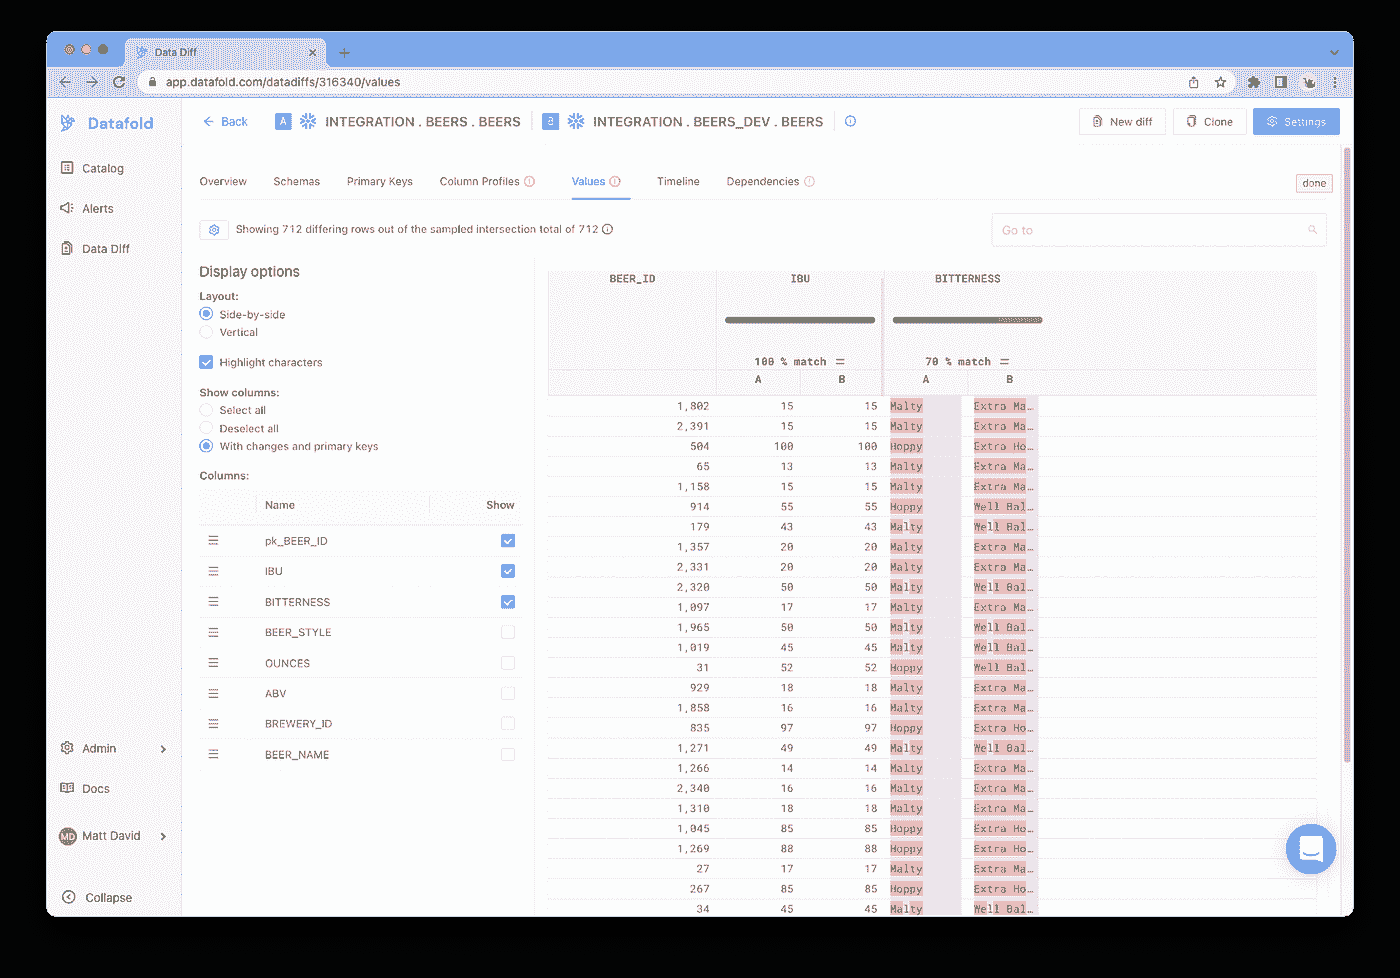 Data Diff
app.datafold.com/datadiffs/316340/values
Datafold
Back
A INTEGRATION . BEERS . BEERS
INTEGRATION . BEERS_DEV . BEERS
New diff
Clone
Settings
Catalog
Alerts
Data Diff
Overview Schemas Primary Keys Column Profiles Values Timeline Dependencies
done
Showing 712 differing rows out of the sampled intersection total of 712
Go to
Display options
Layout:
Side-by-side
Vertical
Highlight characters
Show columns:
Select all
Deselect all
With changes and primary keys
Columns:
Name Show
pk_BEER_ID
IBU
BITTERNESS
BEER_STYLE
OUNCES
ABV
BREWERY_ID
BEER_NAME
BEER_ID IBU BITTERNESS
100 % match = 70 % match =
A B A B
1,802 15 15 Malty Extra Ma…
2,391 15 15 Malty Extra Ma…
504 100 100 Hoppy Extra Ho…
65 13 13 Malty Extra Ma…
1,158 15 15 Malty Extra Ma…
914 55 55 Hoppy Well Bal…
179 43 43 Malty Well Bal…
1,357 20 20 Malty Extra Ma…
2,331 20 20 Malty Extra Ma…
2,320 50 50 Malty Well Bal…
1,097 17 17 Malty Extra Ma…
1,965 50 50 Malty Well Bal…
1,019 45 45 Malty Well Bal…
31 52 52 Hoppy Well Bal…
929 18 18 Malty Extra Ma…
1,858 16 16 Malty Extra Ma…
835 97 97 Hoppy Extra Ho…
1,271 49 49 Malty Well Bal…
1,266 14 14 Malty Extra Ma…
2,340 16 16 Malty Extra Ma…
1,310 18 18 Malty Extra Ma…
1,045 85 85 Hoppy Extra Ho…
1,269 88 88 Hoppy Extra Ho…
27 17 17 Malty Extra Ma…
267 85 85 Hoppy Extra Ho…
34 45 45 Malty Well Bal…
Admin
Docs
MD Matt David
Collapse